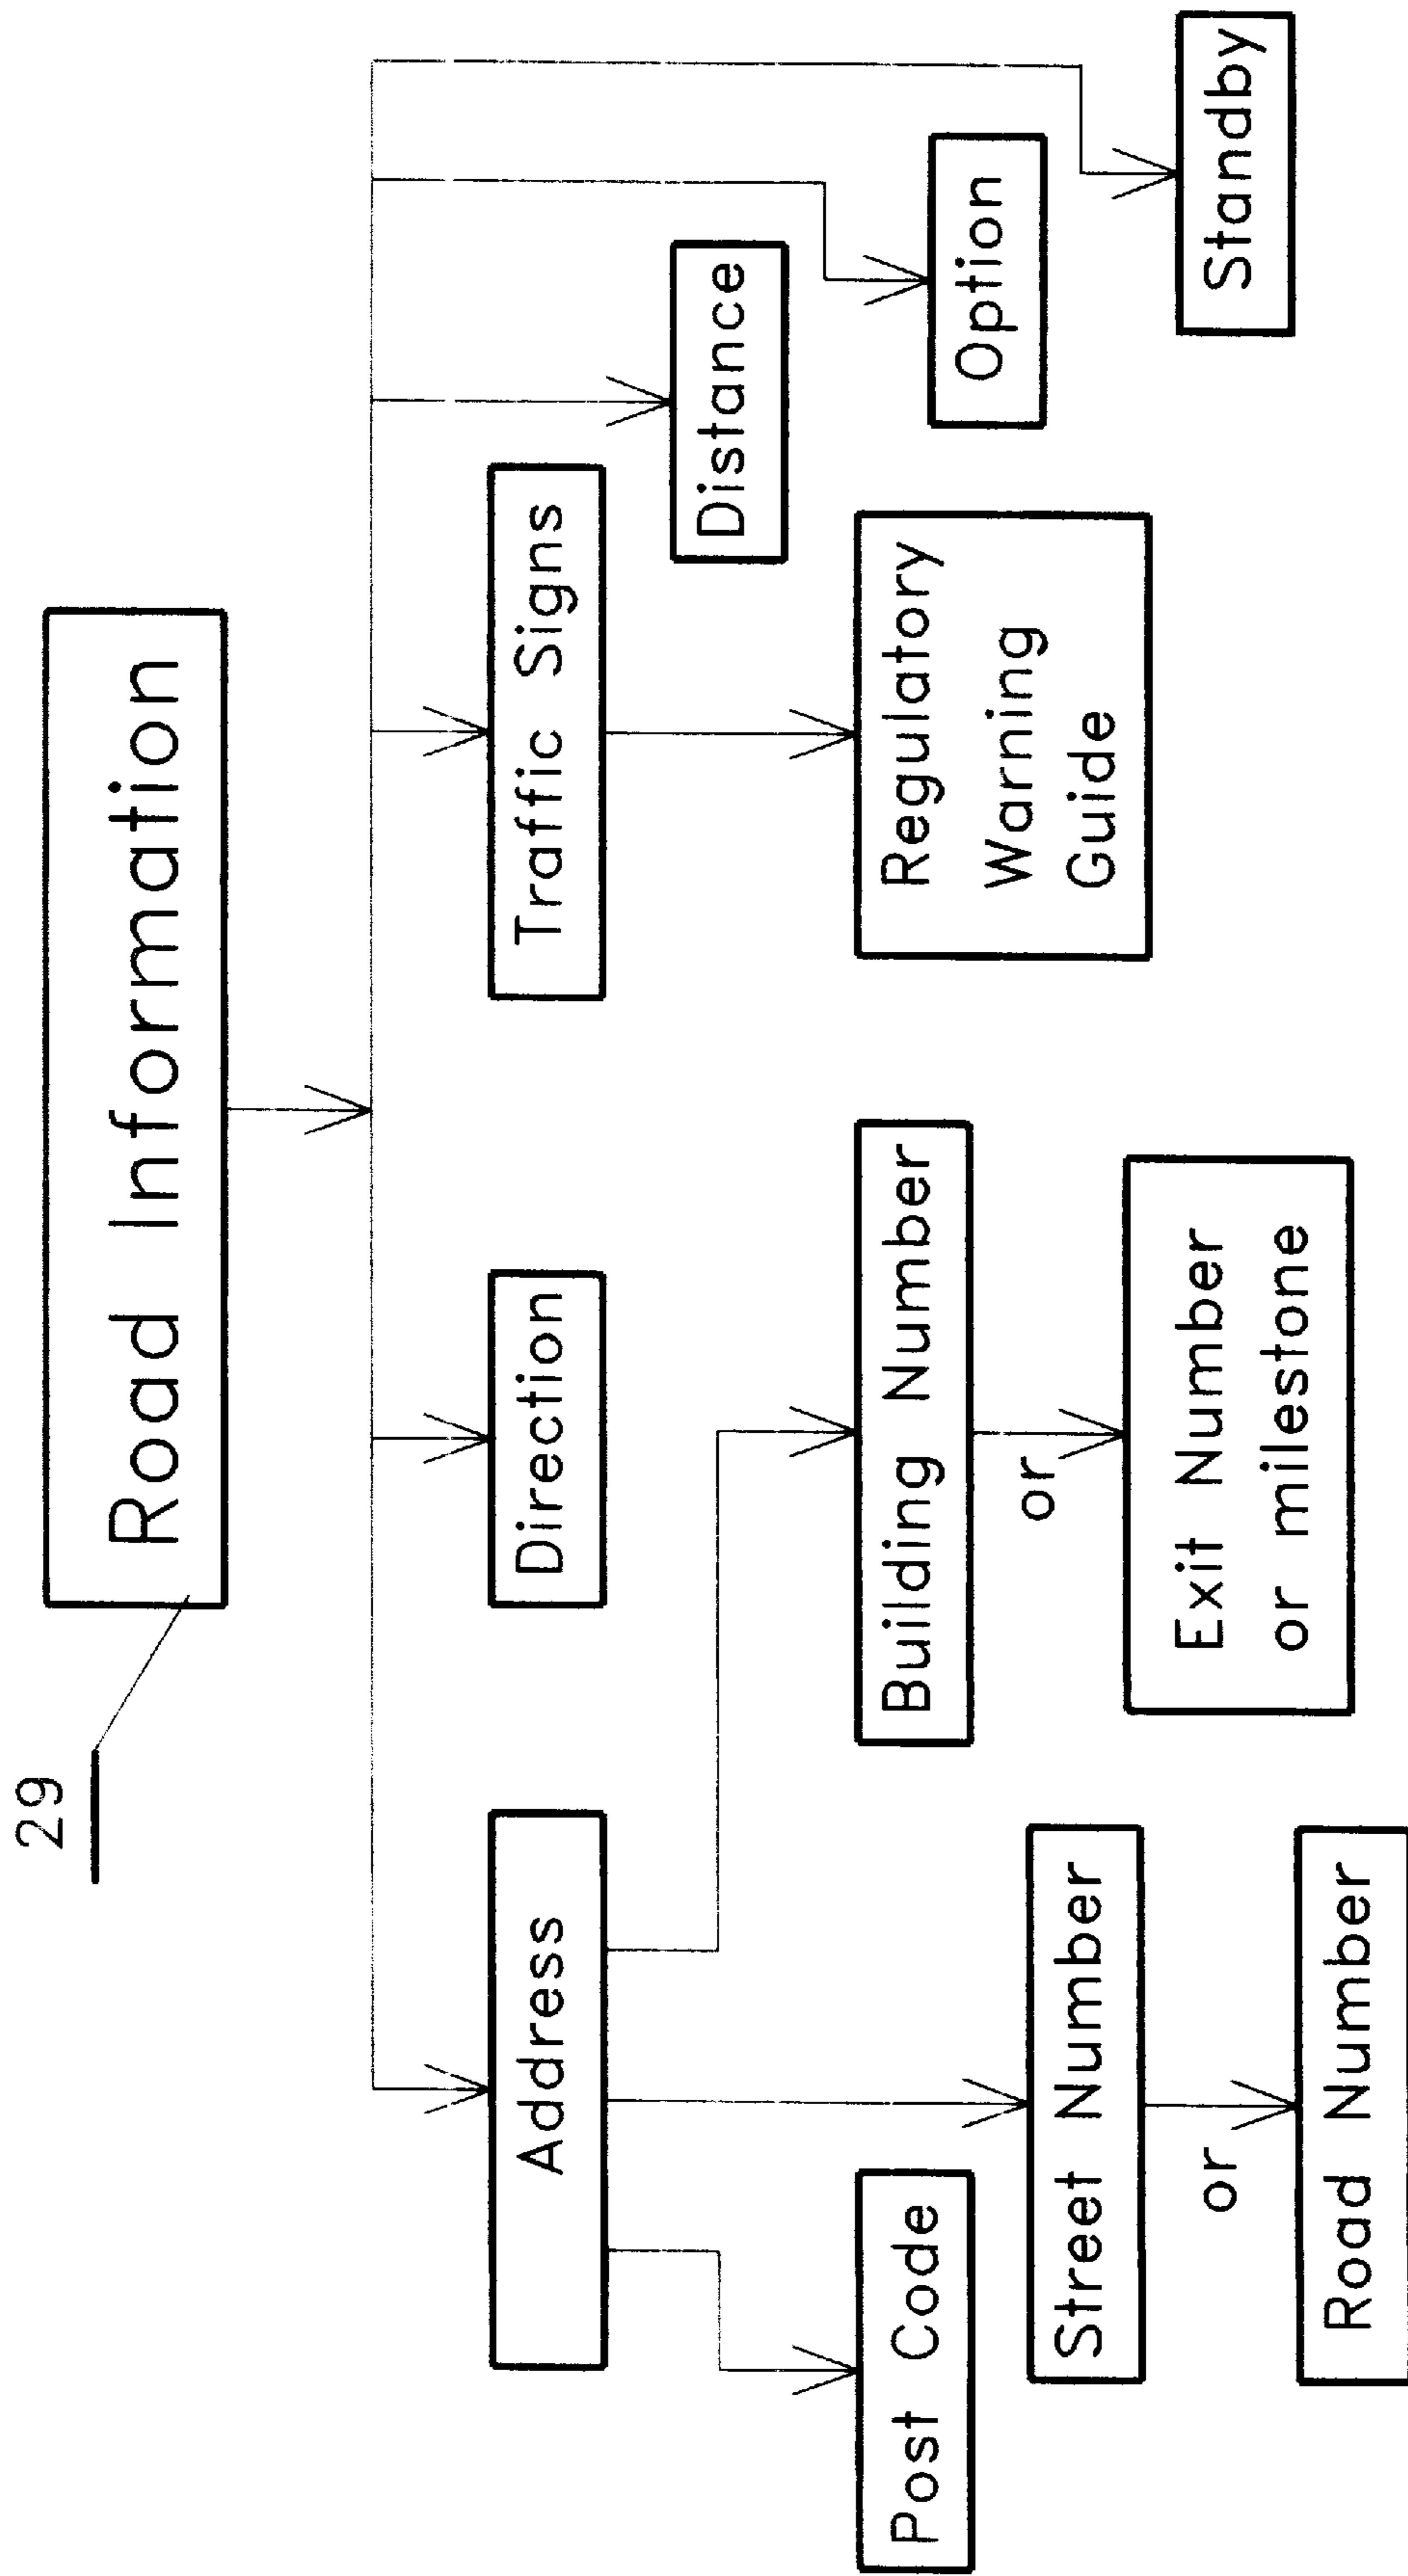 29
Road Information
Address
Direction
Traffic Signs
Distance
Option
Standby
Post Code
Street Number
or
Road Number
Building Number
or
Exit Number
or milestone
Regulatory
Warning
Guide